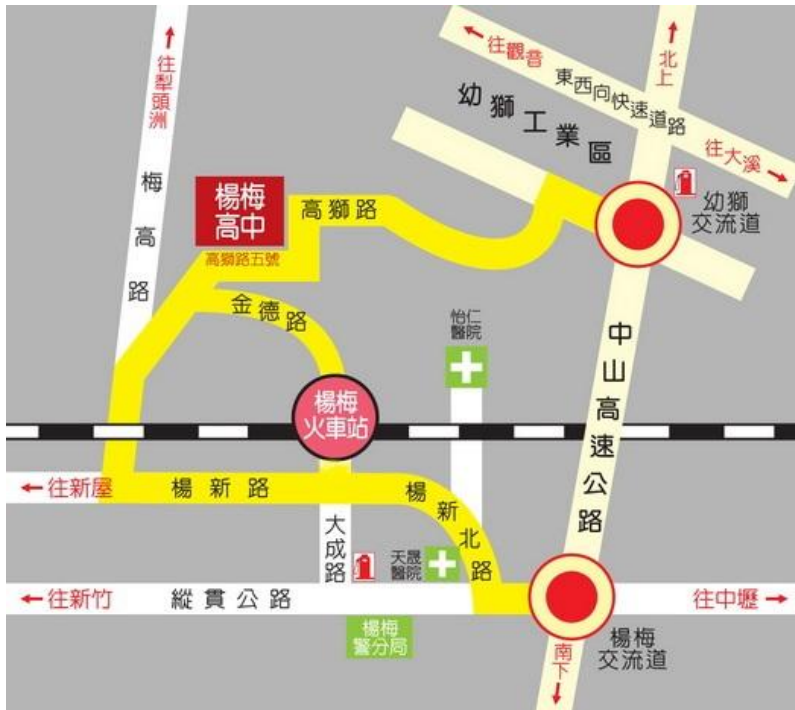 往觀音
東西向快速道路
北上
往犁頭洲
幼獅工業區
往大溪
梅高路
楊梅
高中
高獅路
幼獅
交流道
高獅路五號
金德路
怡仁
醫院
中山高速公路
楊梅
火車站
往新屋
楊新路
楊新北路
大成路
天晟
醫院
往新竹
縱貫公路
往中壢
楊梅
警分局
楊梅
交流道
南下